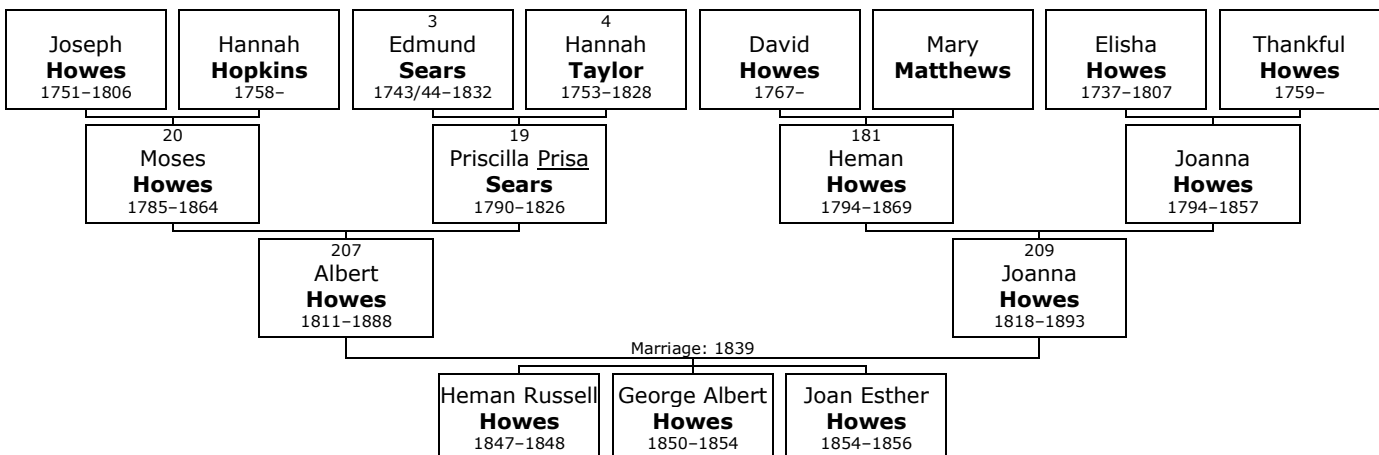 Joseph
Howes
1751–1806
Hannah
Hopkins
1758–
3
Edmund
Sears
1743/44–1832
4
Hannah
Taylor
1753–1828
David
Howes
1767–
Mary
Matthews
Elisha
Howes
1737–1807
Thankful
Howes
1759–
20
Moses
Howes
1785–1864
19
Priscilla Prisa
Sears
1790–1826
181
Heman
Howes
1794–1869
Joanna
Howes
1794–1857
207
Albert
Howes
1811–1888
209
Joanna
Howes
1818–1893
Marriage: 1839
Heman Russell
Howes
1847–1848
George Albert
Howes
1850–1854
Joan Esther
Howes
1854–1856